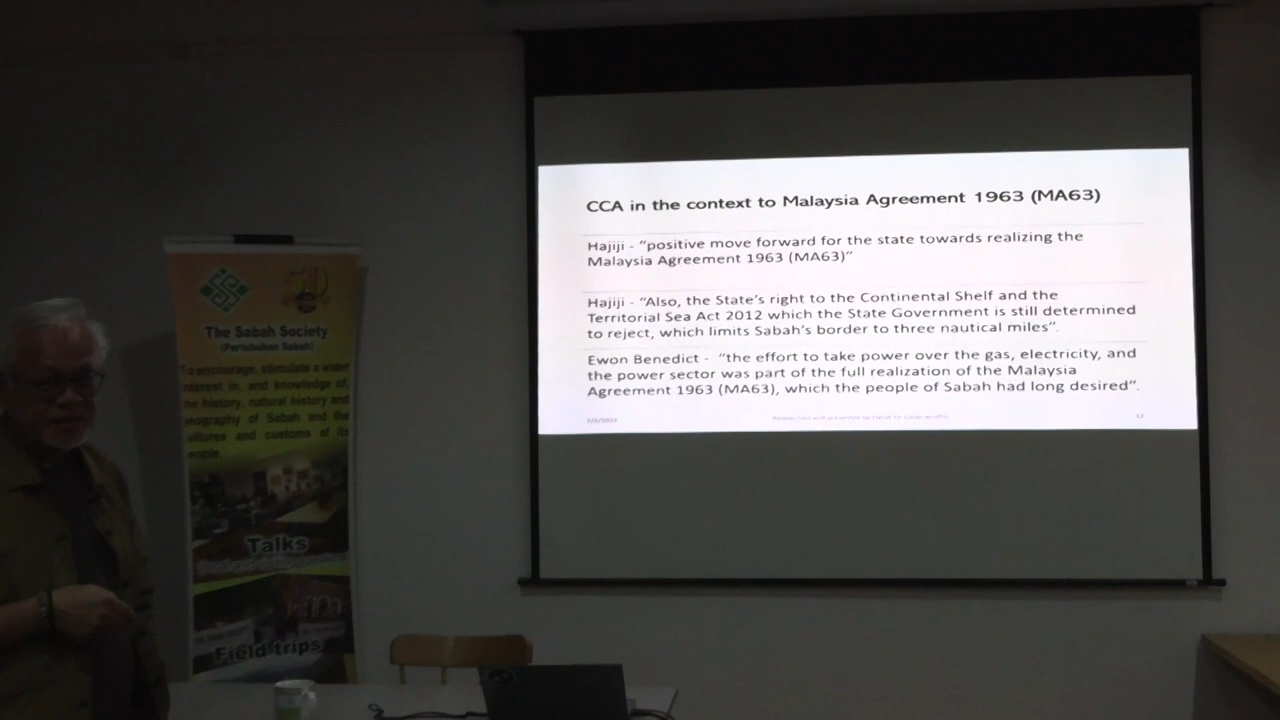 CCA in the context to Malaysia Agreement 1963 (MA63)
Hajiji - “positive move forward for the state towards realizing the
Malaysia Agreement 1963 (MA63)”
Hajiji - “Also, the State’s right to the Continental Shelf and the
Territorial Sea Act 2012 which the State Government is still determined
to reject, which limits Sabah’s border to three nautical miles”.
Ewon Benedict - “the effort to take power over the gas, electricity, and
the power sector was part of the full realization of the Malaysia
Agreement 1963 (MA63), which the people of Sabah had long desired”.
12
50
The Sabah Society
(Pertubuhan Sabah)
To encourage, stimulate a wider
interest in, and knowledge of,
the history, natural history and
geography of Sabah and the
cultures and customs of its
people.
Talks
Field trips